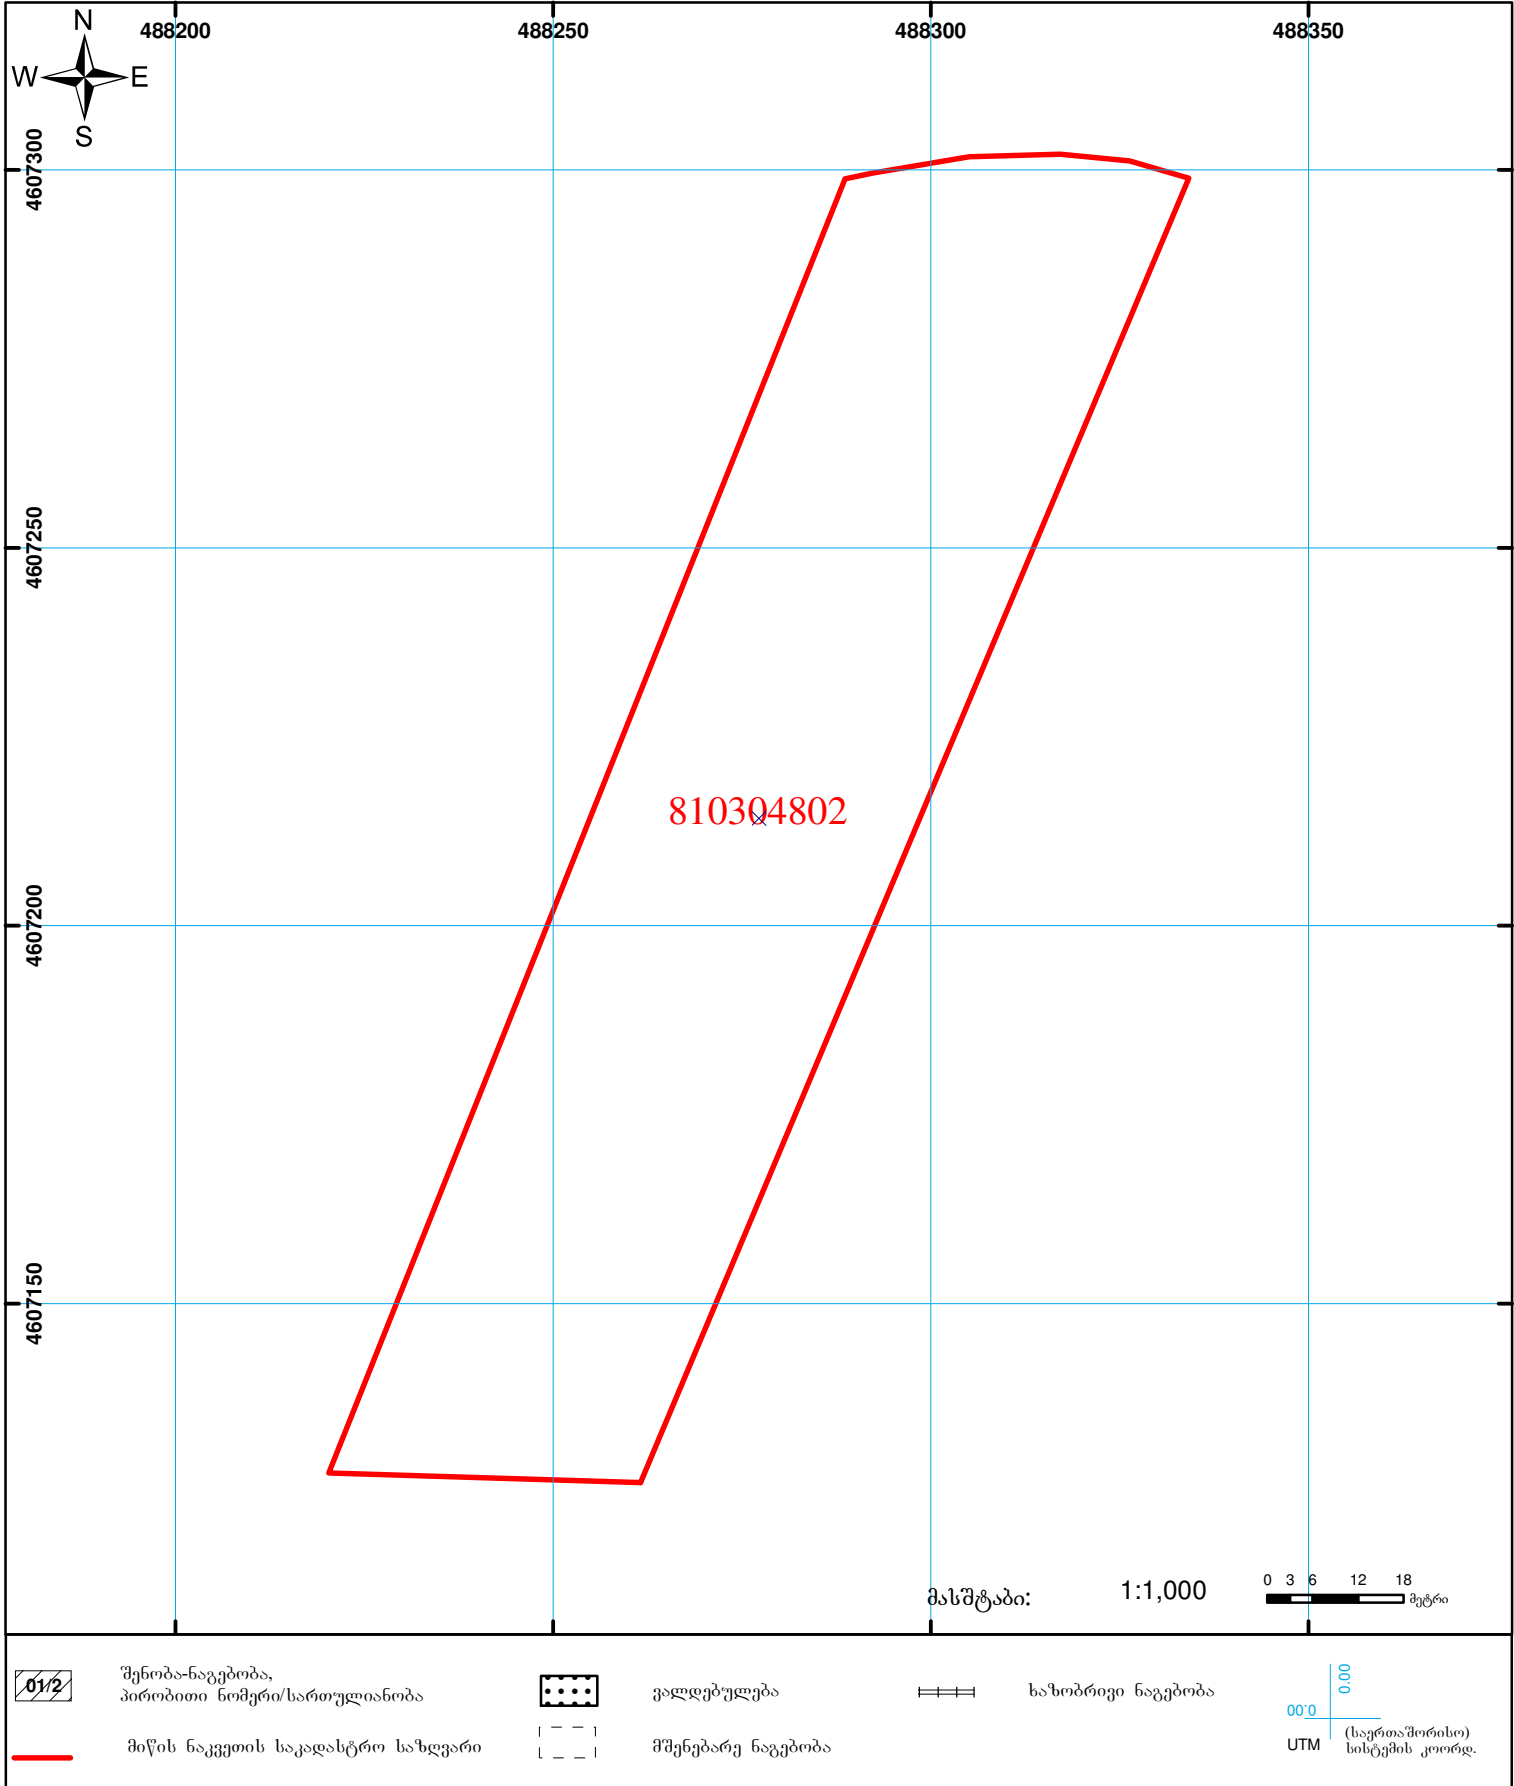 N
488200 488250 488300 488350
W E
S
4607300
4607250
810304802
4607200
4607150
მასშტაბი: 1:1,000
0 3 6 12 18
მეტრი
01/2
შენობა-ნაგებობა,
პირობითი ნომერი/სართულიანობა
ვალდებულება
ხაზობრივი ნაგებობა
00.0
0.00
მიწის ნაკვეთის საკადასტრო საზღვარი
მშენებარე ნაგებობა
UTM
(საერთაშორისო)
სისტემის კოორდ.